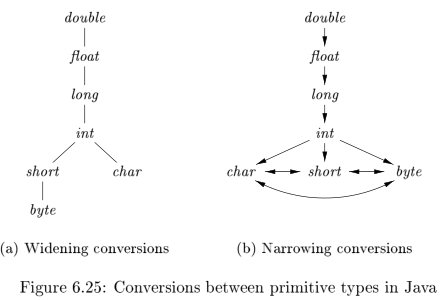 double double
float float
long long
int int
short char char short byte
byte
(a) Widening conversions (b) Narrowing conversions
Figure 6.25: Conversions between primitive types in Java